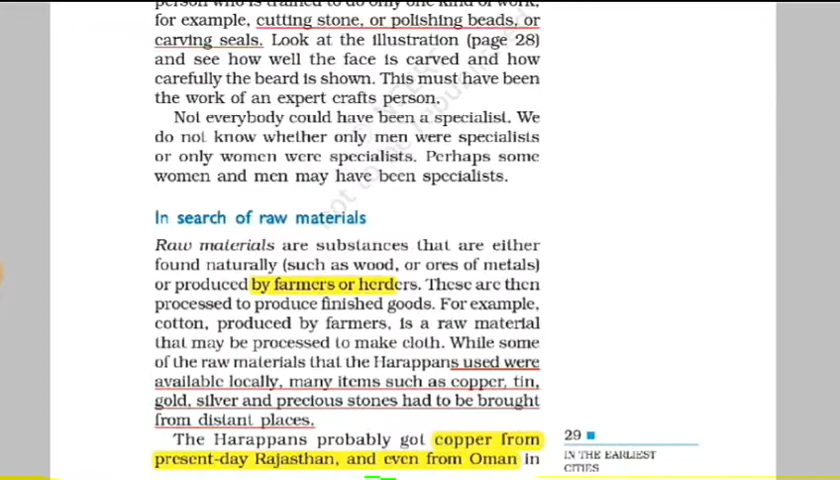 person who is trained to do only one kind of work,
for example, cutting stone, or polishing beads, or
carving seals. Look at the illustration (page 28)
and see how well the face is carved and how
carefully the beard is shown. This must have been
the work of an expert crafts person.
Not everybody could have been a specialist. We
do not know whether only men were specialists
or only women were specialists. Perhaps some
women and men may have been specialists.
In search of raw materials
Raw materials are substances that are either
found naturally (such as wood, or ores of metals)
or produced by farmers or herders. These are then
processed to produce finished goods. For example,
cotton, produced by farmers, is a raw material
that may be processed to make cloth. While some
of the raw materials that the Harappans used were
available locally, many items such as copper, tin,
gold, silver and precious stones had to be brought
from distant places.
The Harappans probably got copper from
present-day Rajasthan, and even from Oman in
29
IN THE EARLIEST
CITIES